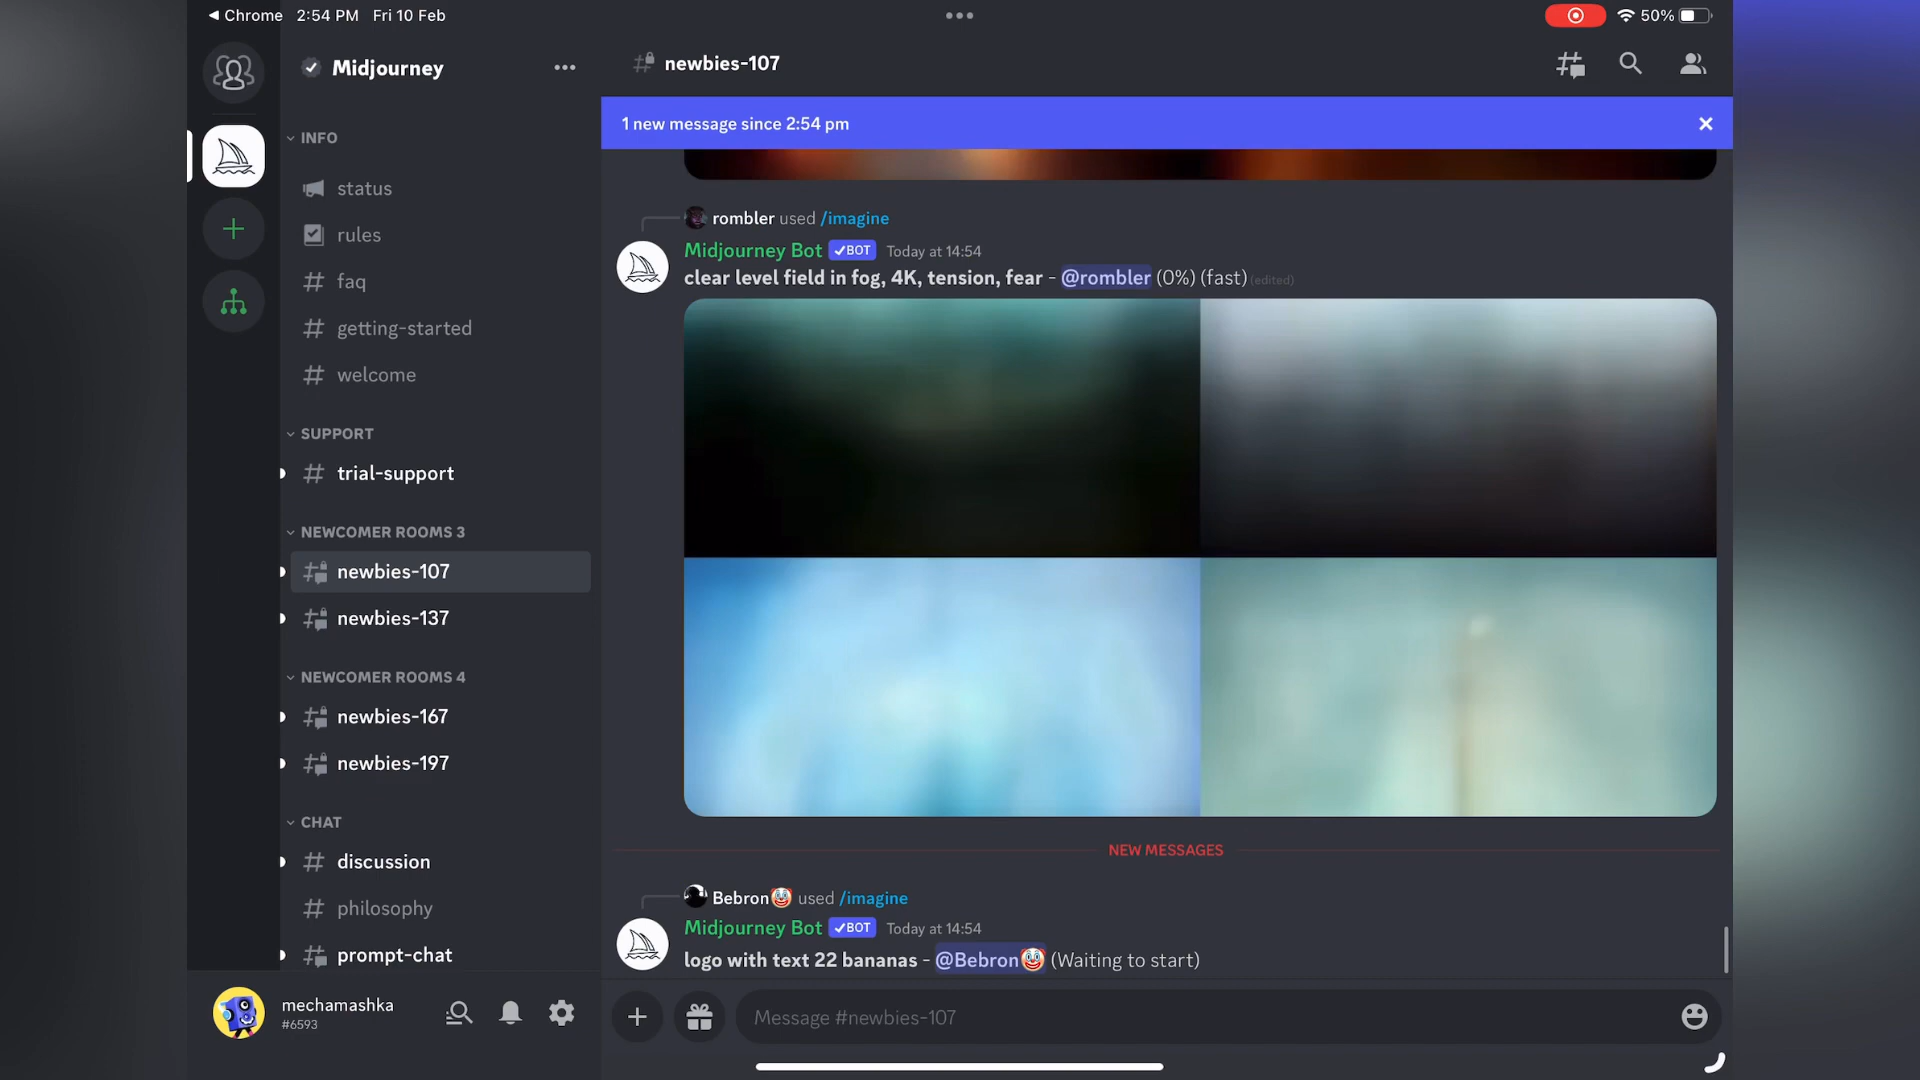 Chrome 2:54 PM Fri 10 Feb
50%
Midjourney
INFO
status
rules
faq
getting-started
welcome
SUPPORT
trial-support
NEWCOMER ROOMS 3
newbies-107
newbies-137
NEWCOMER ROOMS 4
newbies-167
newbies-197
CHAT
discussion
philosophy
prompt-chat
mechamashka
#6593
newbies-107
1 new message since 2:54 pm
rombler used /imagine
Midjourney Bot ✓BOT Today at 14:54
clear level field in fog, 4K, tension, fear - @rombler (0%) (fast) (edited)
NEW MESSAGES
Bebron🤡 used /imagine
Midjourney Bot ✓BOT Today at 14:54
logo with text 22 bananas - @Bebron🤡 (Waiting to start)
Message #newbies-107